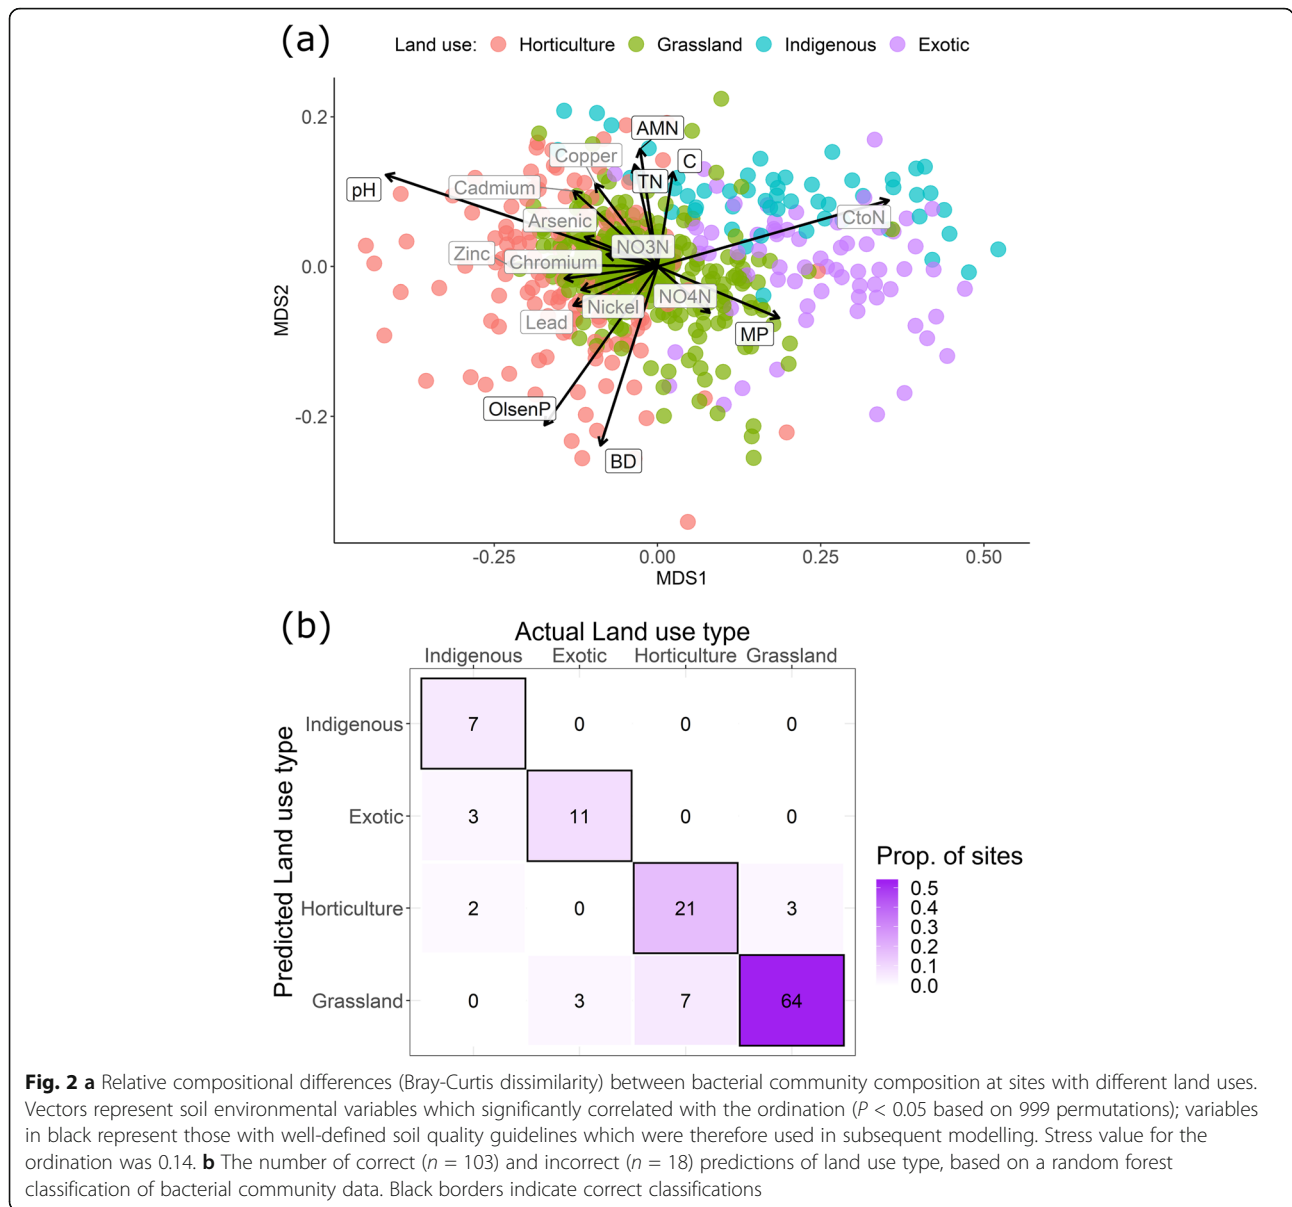 (a)
Land use: Horticulture Grassland Indigenous Exotic
0.2
0.0
-0.2
MDS2
AMN
Copper
C
TN
pH
Cadmium
Arsenic
CtoN
NO3N
Zinc
Chromium
NO4N
Nickel
Lead
MP
OlsenP
BD
-0.25 0.00 0.25 0.50
MDS1
(b)
Actual Land use type
Indigenous Exotic Horticulture Grassland
Predicted Land use type
Indigenous 7 0 0 0
Exotic 3 11 0 0
Horticulture 2 0 21 3
Grassland 0 3 7 64
Prop. of sites
0.5
0.4
0.3
0.2
0.1
0.0
Fig. 2 a Relative compositional differences (Bray-Curtis dissimilarity) between bacterial community composition at sites with different land uses.
Vectors represent soil environmental variables which significantly correlated with the ordination (P < 0.05 based on 999 permutations); variables
in black represent those with well-defined soil quality guidelines which were therefore used in subsequent modelling. Stress value for the
ordination was 0.14. b The number of correct (n = 103) and incorrect (n = 18) predictions of land use type, based on a random forest
classification of bacterial community data. Black borders indicate correct classifications